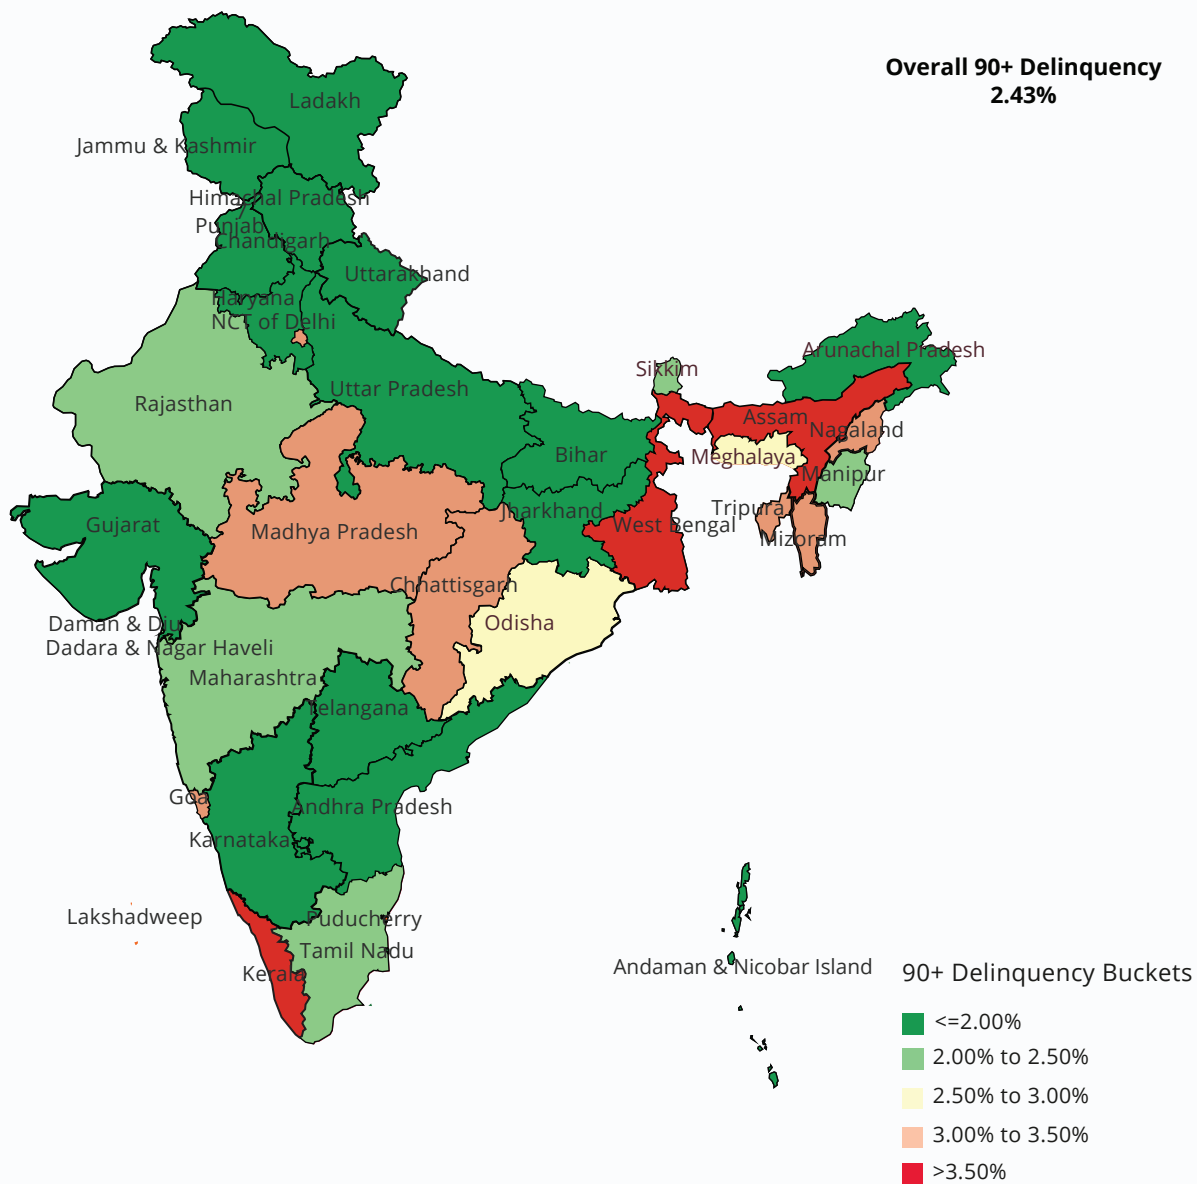 Overall 90+ Delinquency
2.43%
Ladakh
Jammu & Kashmir
Himachal Pradesh
Punjab
Chandigarh
Uttarakhand
Haryana
NCT of Delhi
Arunachal Pradesh
Sikkim
Uttar Pradesh
Rajasthan
Assam
Nagaland
Bihar
Meghalaya
Manipur
Jharkhand
Tripura
Gujarat
West Bengal
Madhya Pradesh
Mizoram
Chhattisgarh
Daman & Diu
Odisha
Dadara & Nagar Haveli
Maharashtra
Telangana
Goa
Andhra Pradesh
Karnataka
Lakshadweep
Puducherry
Tamil Nadu
Kerala
Andaman & Nicobar Island
90+ Delinquency Buckets
<=2.00%
2.00% to 2.50%
2.50% to 3.00%
3.00% to 3.50%
>3.50%